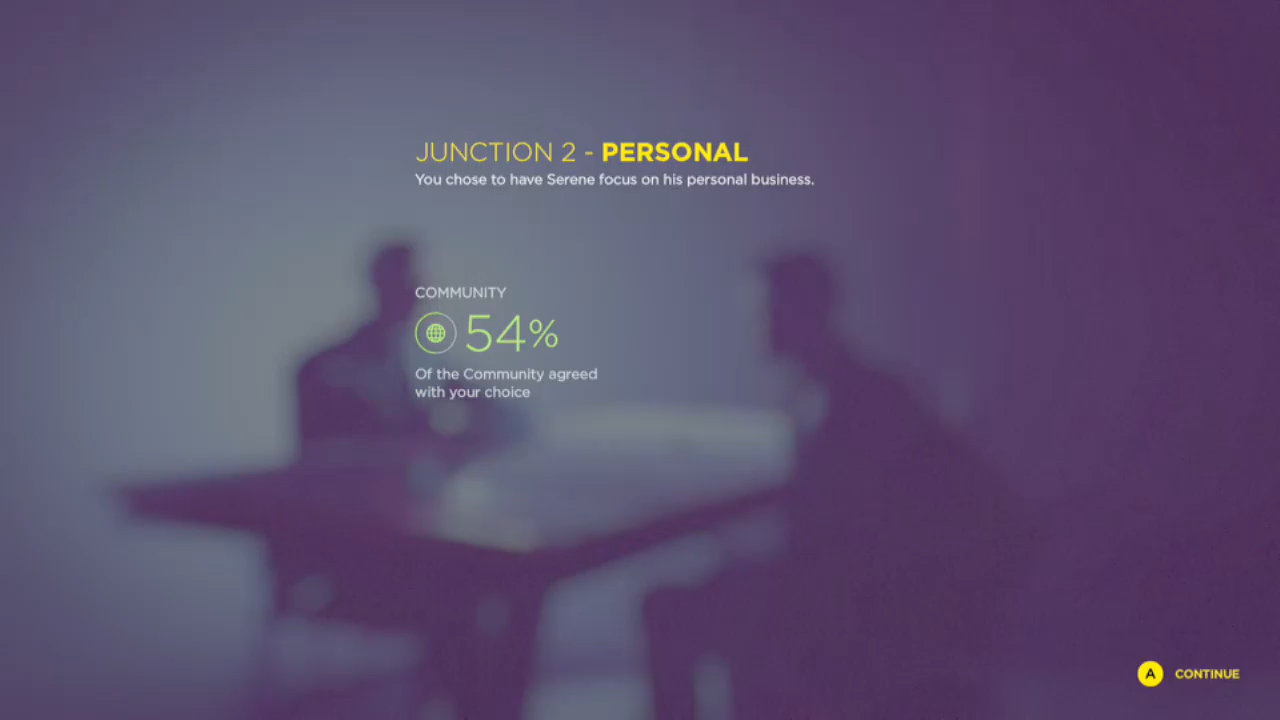 JUNCTION 2 - PERSONAL
You chose to have Serene focus on his personal business.
COMMUNITY
54%
Of the Community agreed
with your choice
A CONTINUE